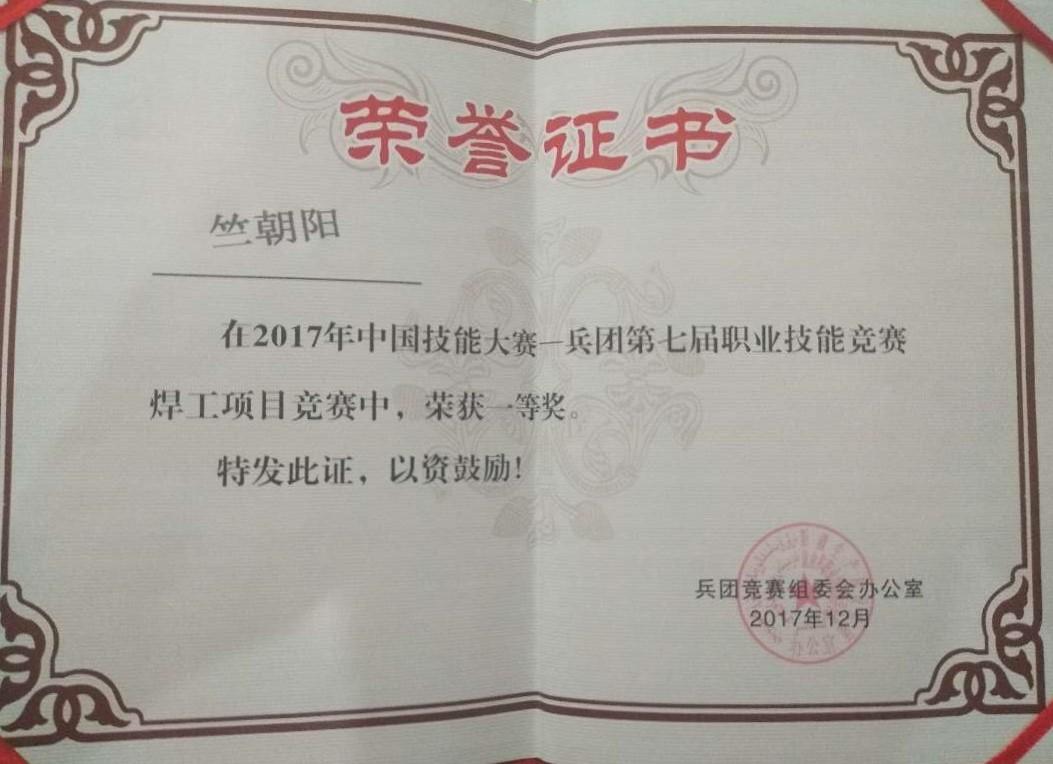 荣誉证书
竺朝阳
在2017年中国技能大赛—兵团第七届职业技能竞赛
焊工项目竞赛中，荣获一等奖。
特发此证，以资鼓励！
兵团竞赛组委会办公室
2017年12月
办公室